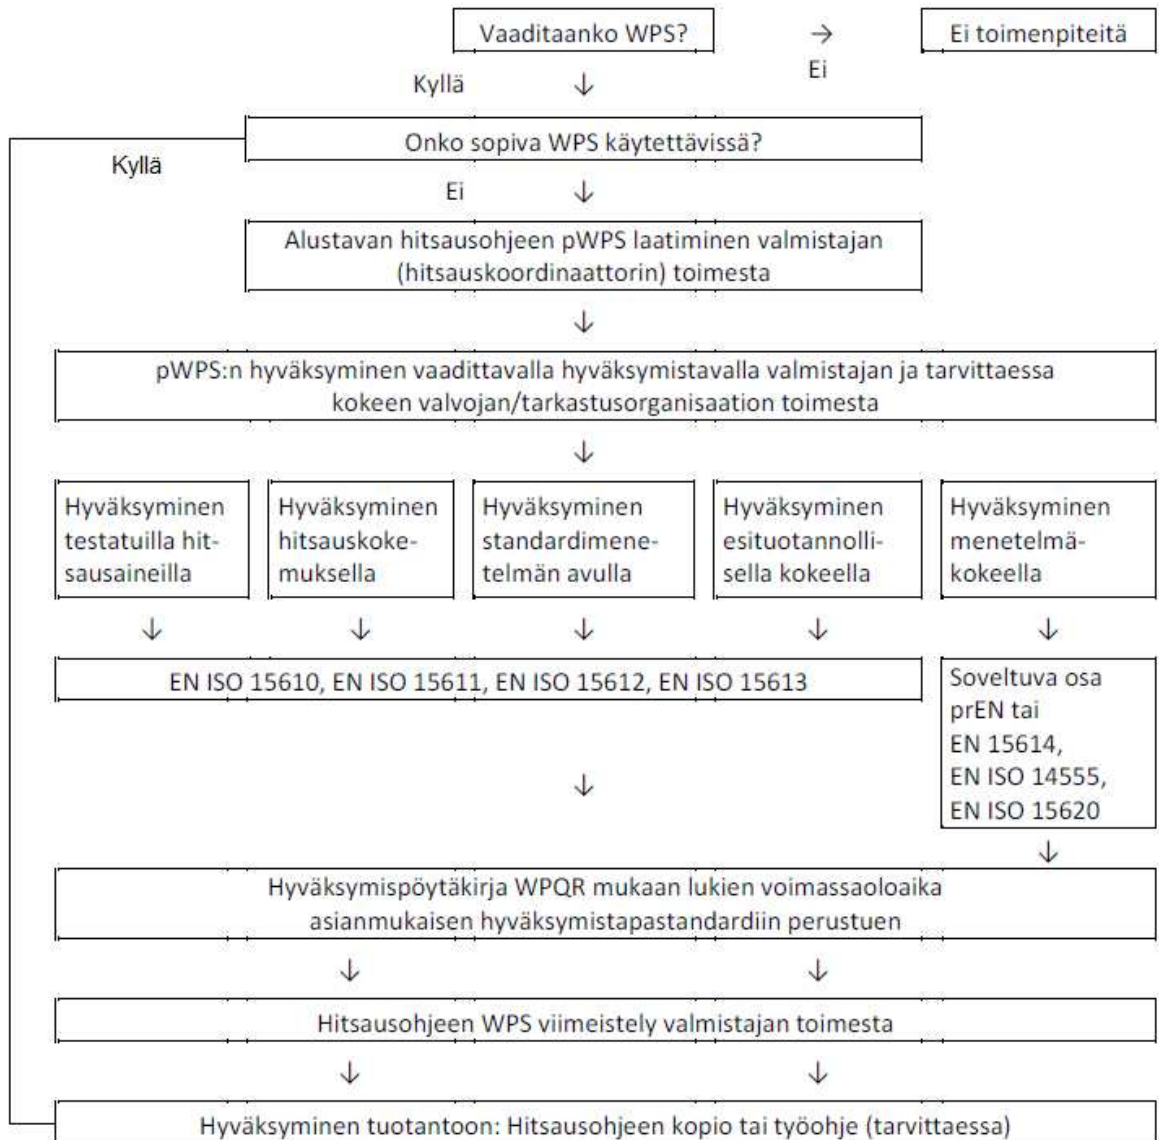 Vaaditaanko WPS?
→
Ei toimenpiteitä
Ei
Kyllä
↓
Onko sopiva WPS käytettävissä?
Kyllä
Ei
↓
Alustavan hitsausohjeen pWPS laatiminen valmistajan
(hitsauskoordinaattorin) toimesta
↓
pWPS:n hyväksyminen vaadittavalla hyväksymistavalla valmistajan ja tarvittaessa
kokeen valvojan/tarkastusorganisaation toimesta
↓
Hyväksyminen
testatuilla hit-
sausaineilla
Hyväksyminen
hitsauskoke-
muksella
Hyväksyminen
standardimene-
telmän avulla
Hyväksyminen
esituotannolli-
sella kokeella
Hyväksyminen
menetelmä-
kokeella
↓ ↓ ↓ ↓ ↓
EN ISO 15610, EN ISO 15611, EN ISO 15612, EN ISO 15613
Soveltuva osa
prEN tai
EN 15614,
EN ISO 14555,
EN ISO 15620
↓
↓
Hyväksymispöytäkirja WPQR mukaan lukien voimassaoloaika
asianmukaisen hyväksymistapastandardiin perustuen
↓ ↓
Hitsausohjeen WPS viimeistely valmistajan toimesta
↓ ↓
Hyväksyminen tuotantoon: Hitsausohjeen kopio tai työohje (tarvittaessa)